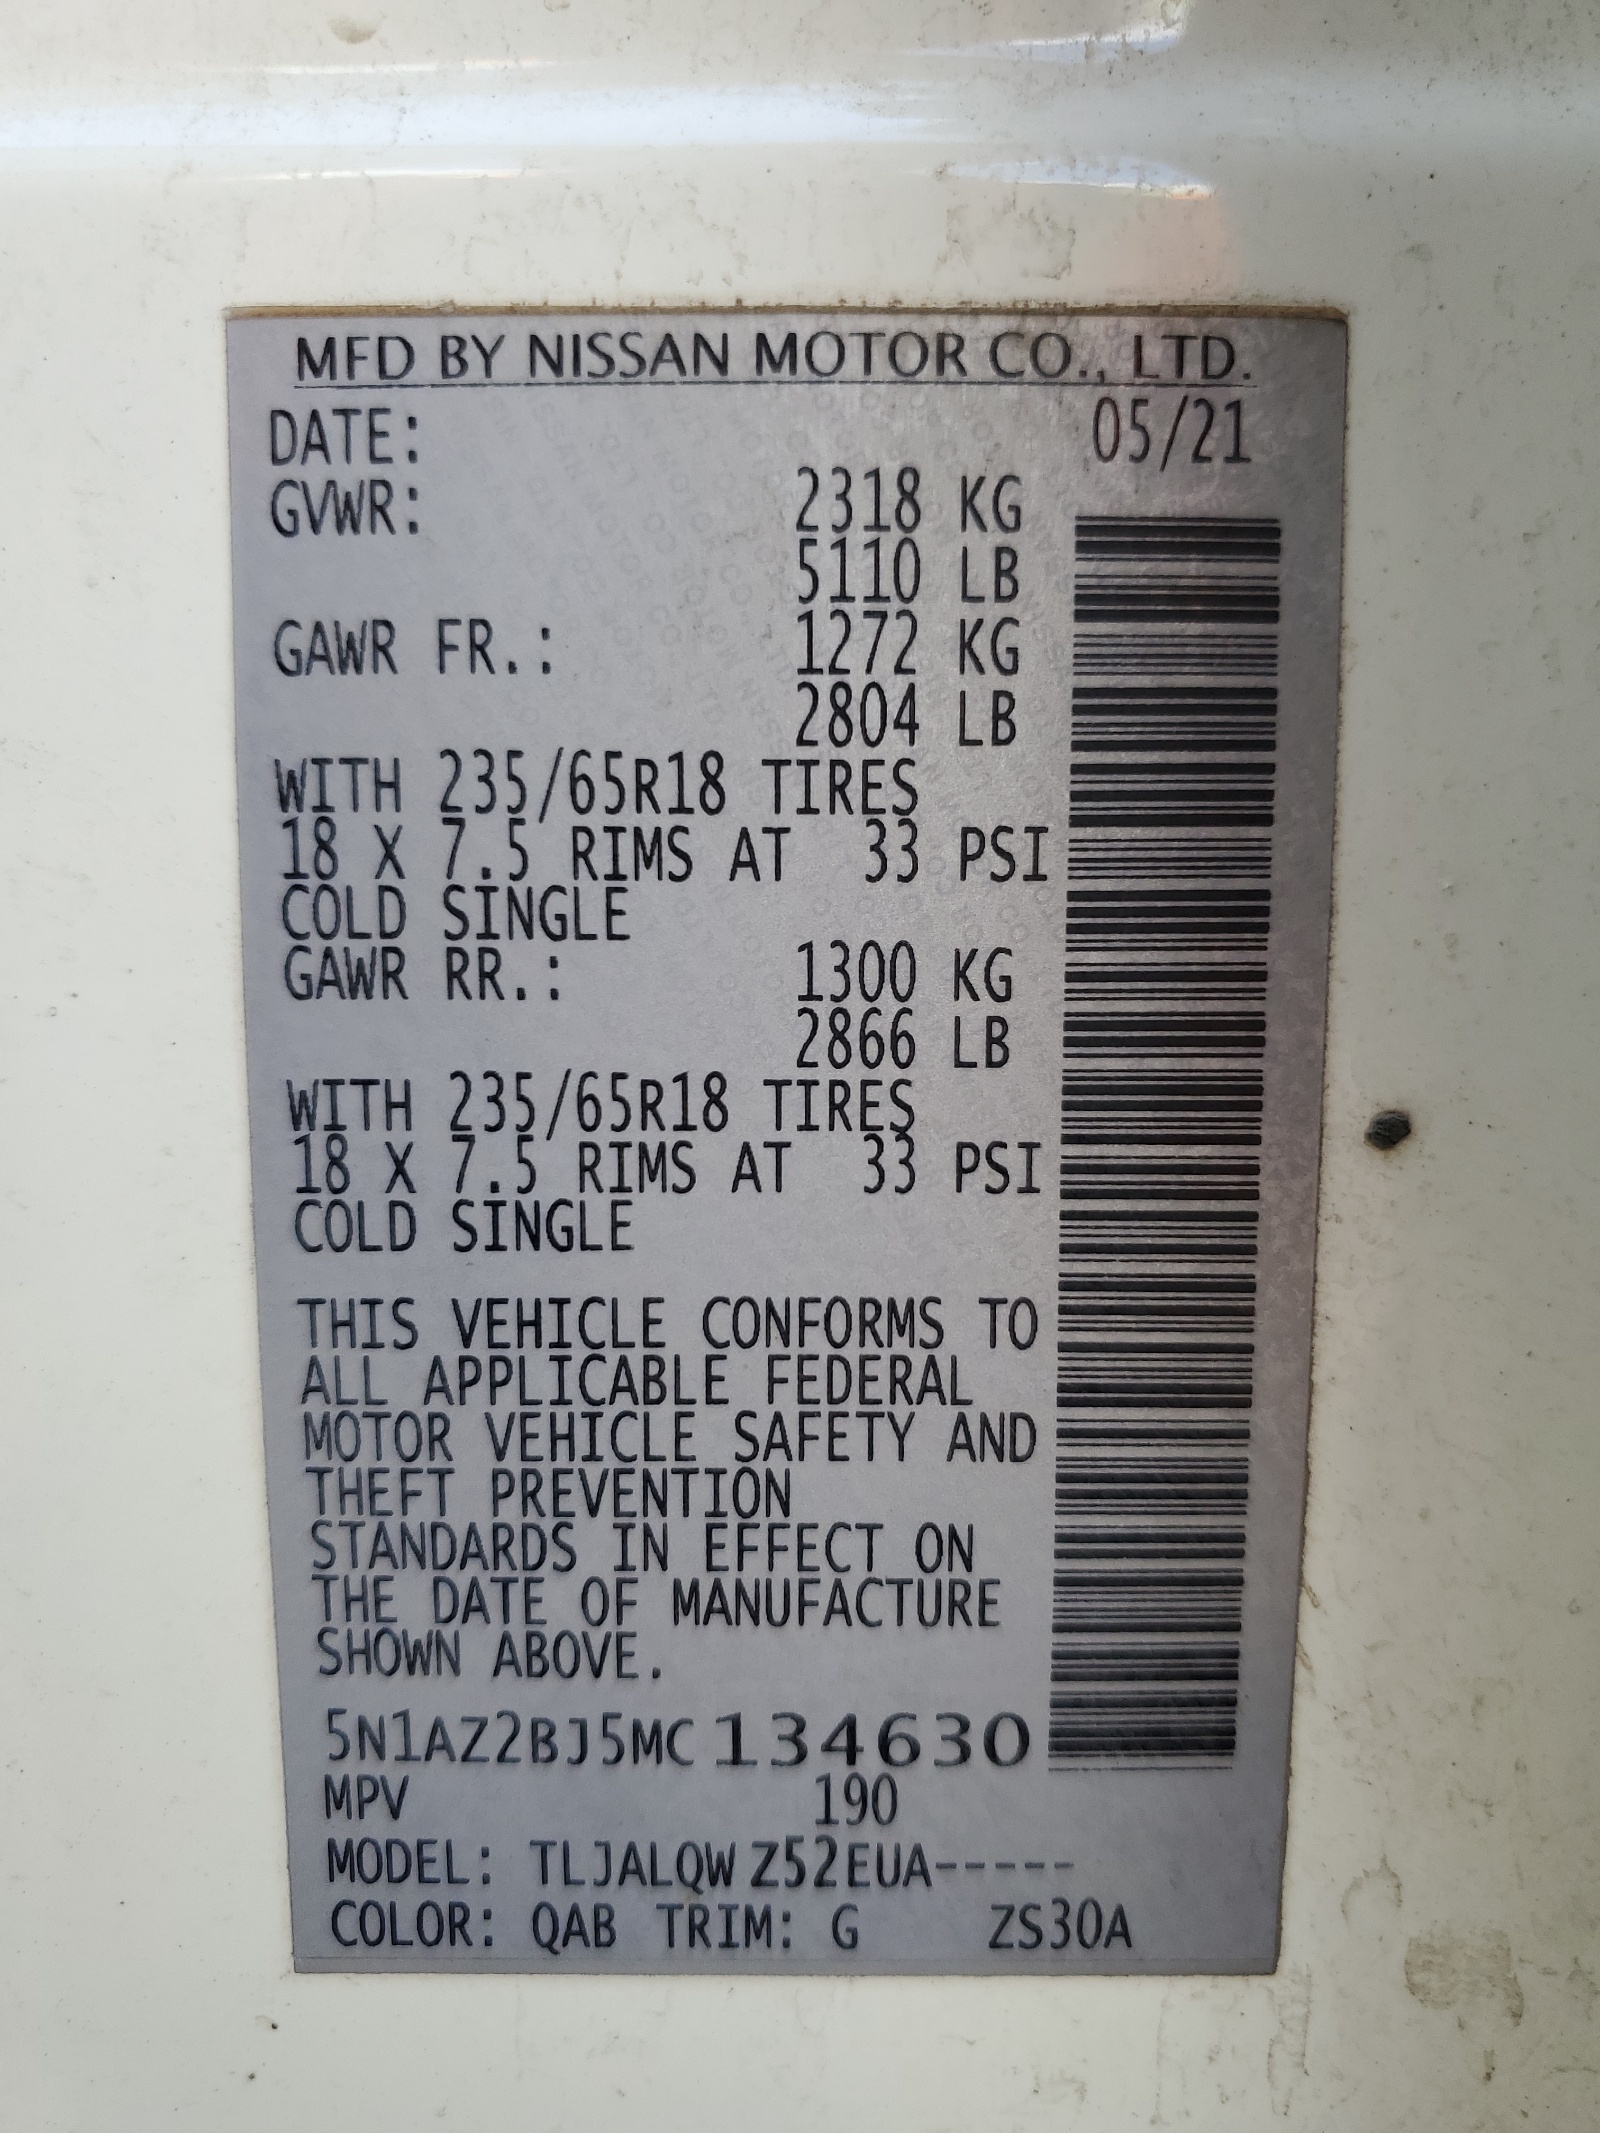 MFD BY NISSAN MOTOR CO., LTD.
DATE: 05/21
GVWR: 2318 KG
5110 LB
GAWR FR.: 1272 KG
2804 LB
WITH 235/65R18 TIRES
18 X 7.5 RIMS AT 33 PSI
COLD SINGLE
GAWR RR.: 1300 KG
2866 LB
WITH 235/65R18 TIRES
18 X 7.5 RIMS AT 33 PSI
COLD SINGLE
THIS VEHICLE CONFORMS TO
ALL APPLICABLE FEDERAL
MOTOR VEHICLE SAFETY AND
THEFT PREVENTION
STANDARDS IN EFFECT ON
THE DATE OF MANUFACTURE
SHOWN ABOVE.
5N1AZ2BJ5MC134630
MPV 190
MODEL: TLJALQW Z52EUA-----
COLOR: QAB TRIM: G ZS30A